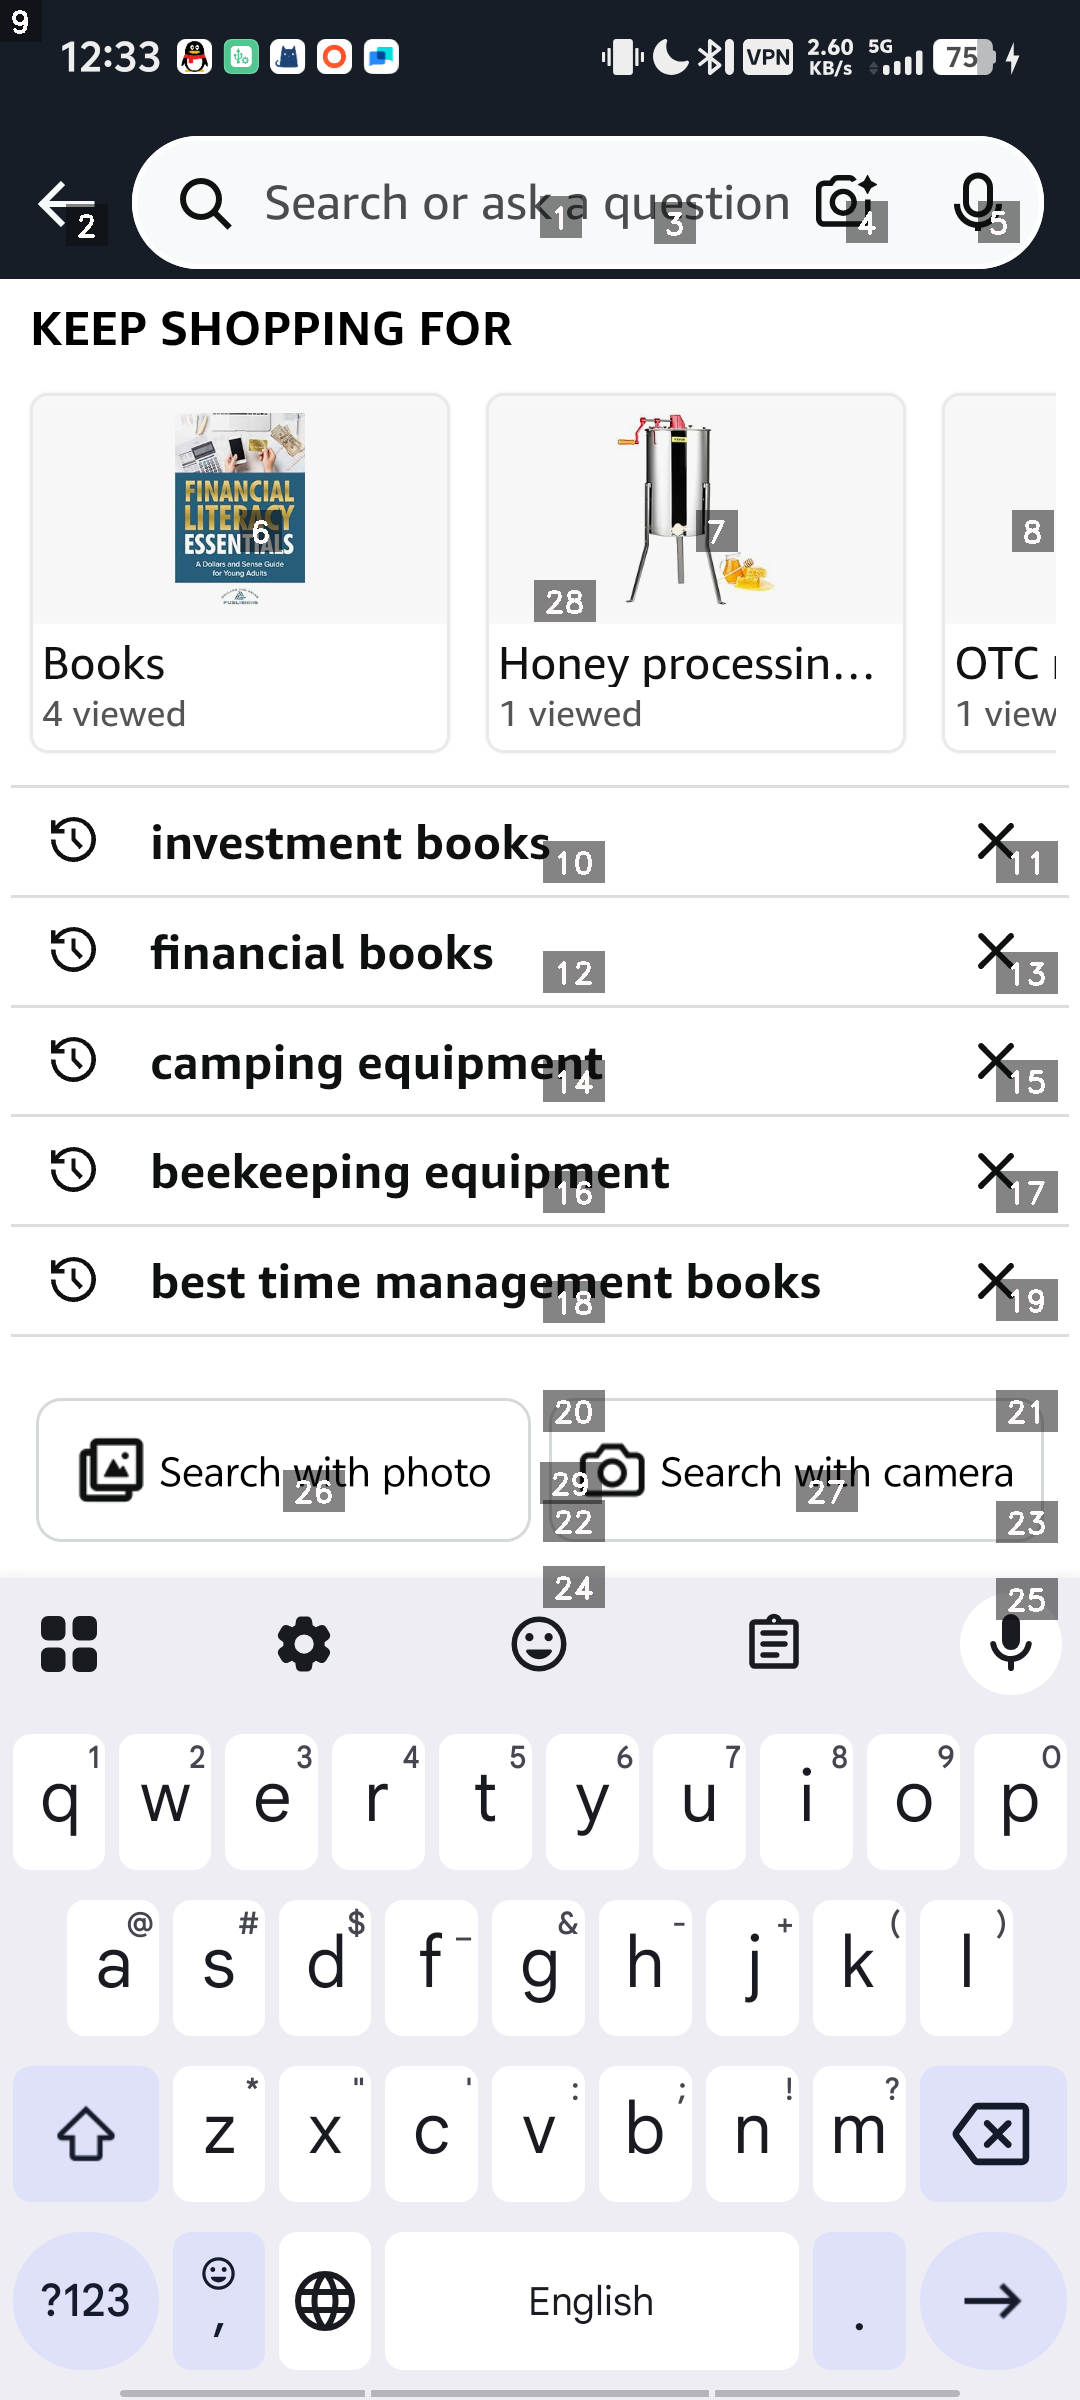 9
12:33
VPN
2.60
KB/s
5G
75
Search or ask a question
2
1
3
4
5
KEEP SHOPPING FOR
FINANCIAL
LITERACY
ESSENTIALS
A Dollars and Sense Guide
for Young Adults
6
7
8
28
Books
4 viewed
Honey processin...
1 viewed
OTC
1 view
investment books
10
11
financial books
12
13
camping equipment
14
15
beekeeping equipment
16
17
best time management books
18
19
20
21
Search with photo
26
29
Search with camera
27
22
23
24
25
1 2 3 4 5 6 7 8 9 0
q w e r t y u i o p
@ # $ _ & - + ( )
a s d f g h j k l
* " ' : ; ! ?
z x c v b n m
?123
,
English
.